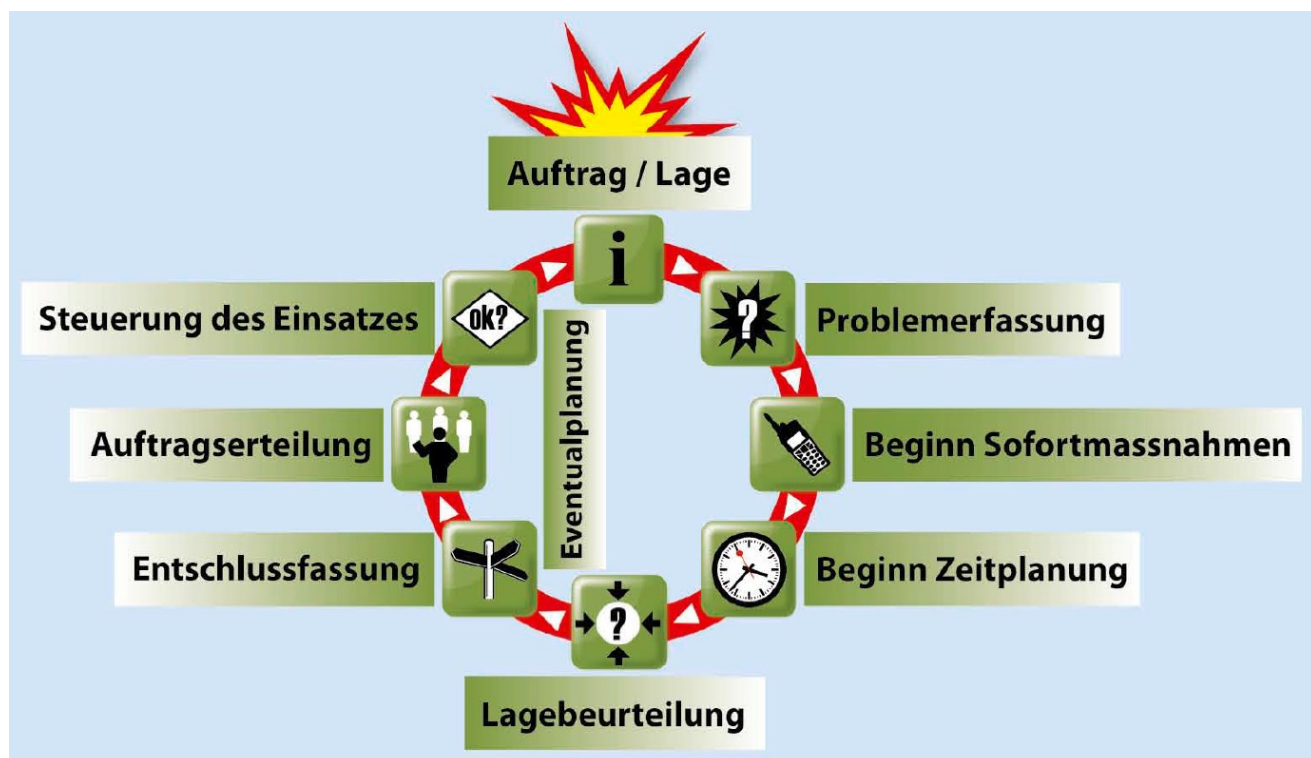 Auftrag / Lage
i
Problemerfassung
?
Beginn Sofortmassnahmen
Beginn Zeitplanung
Lagebeurteilung
?
Entschlussfassung
Auftragserteilung
Steuerung des Einsatzes
ok?
Eventualplanung